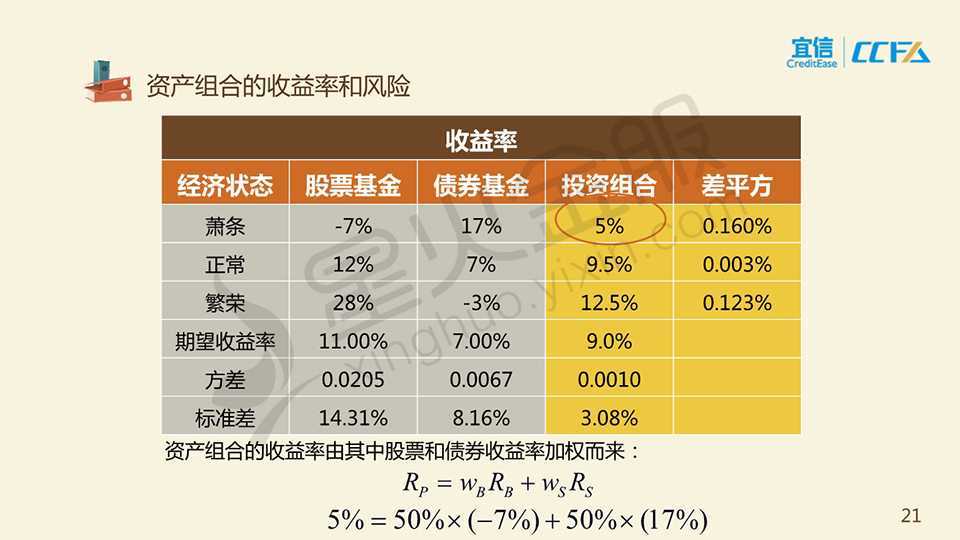 宜信 CCFA
CreditEase
资产组合的收益率和风险
收益率
经济状态 股票基金 债券基金 投资组合 差平方
萧条 -7% 17% 5% 0.160%
正常 12% 7% 9.5% 0.003%
繁荣 28% -3% 12.5% 0.123%
期望收益率 11.00% 7.00% 9.0%
方差 0.0205 0.0067 0.0010
标准差 14.31% 8.16% 3.08%
资产组合的收益率由其中股票和债券收益率加权而来：
R_P = w_B R_B + w_S R_S
5% = 50%×(−7%) + 50%×(17%)
21
星火金服
xinghuo.yixin.com